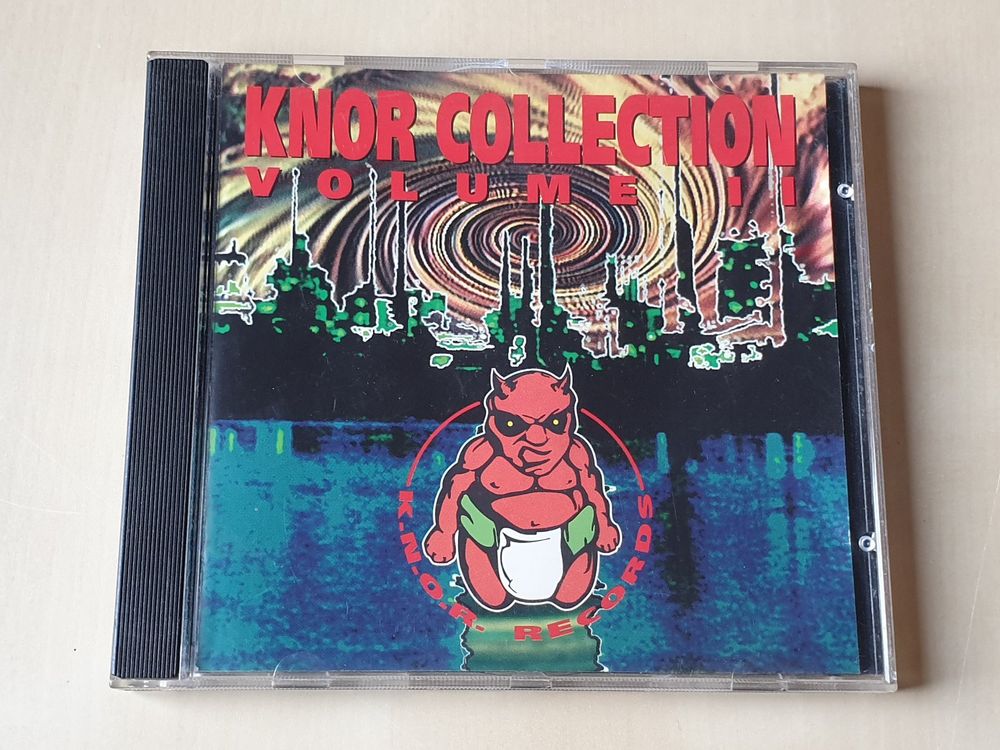 KNOR COLLECTION
VOLUME II
K.N.O.R. RECORDS